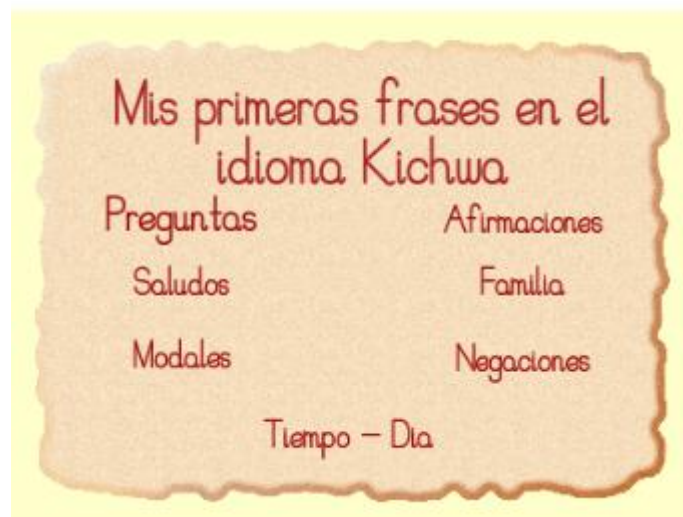 Mis primeras frases en el
idioma Kichwa
Preguntas
Afirmaciones
Saludos
Familia
Modales
Negaciones
Tiempo – Dia